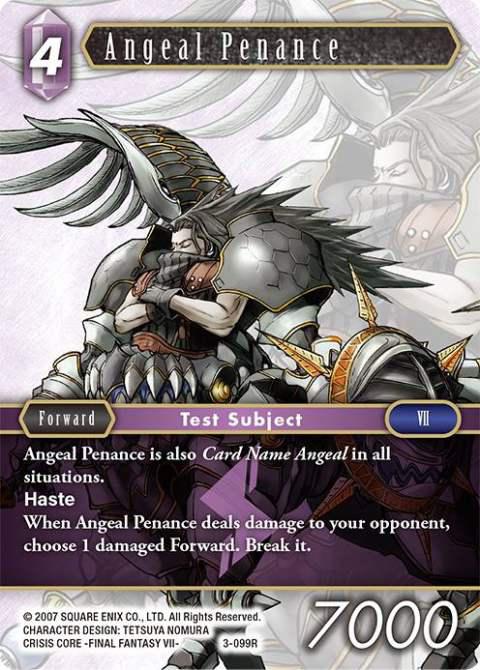 4
Angeal Penance
Forward
Test Subject
VII
Angeal Penance is also Card Name Angeal in all
situations.
Haste
When Angeal Penance deals damage to your opponent,
choose 1 damaged Forward. Break it.
© 2007 SQUARE ENIX CO., LTD. All Rights Reserved.
CHARACTER DESIGN: TETSUYA NOMURA
CRISIS CORE -FINAL FANTASY VII-
3-099R
7000